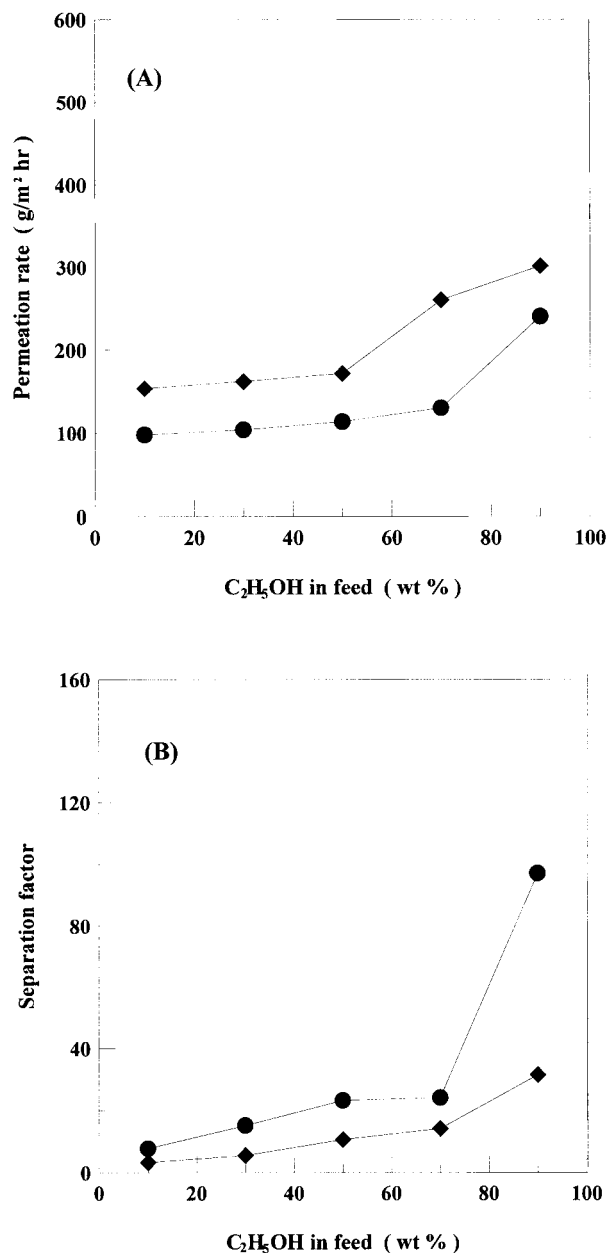 600
(A)
500
400
300
200
100
0
Permeation rate ( g/m² hr )
0 20 40 60 80 100
C₂H₅OH in feed ( wt % )
160
(B)
120
80
40
0
Separation factor
0 20 40 60 80 100
C₂H₅OH in feed ( wt % )